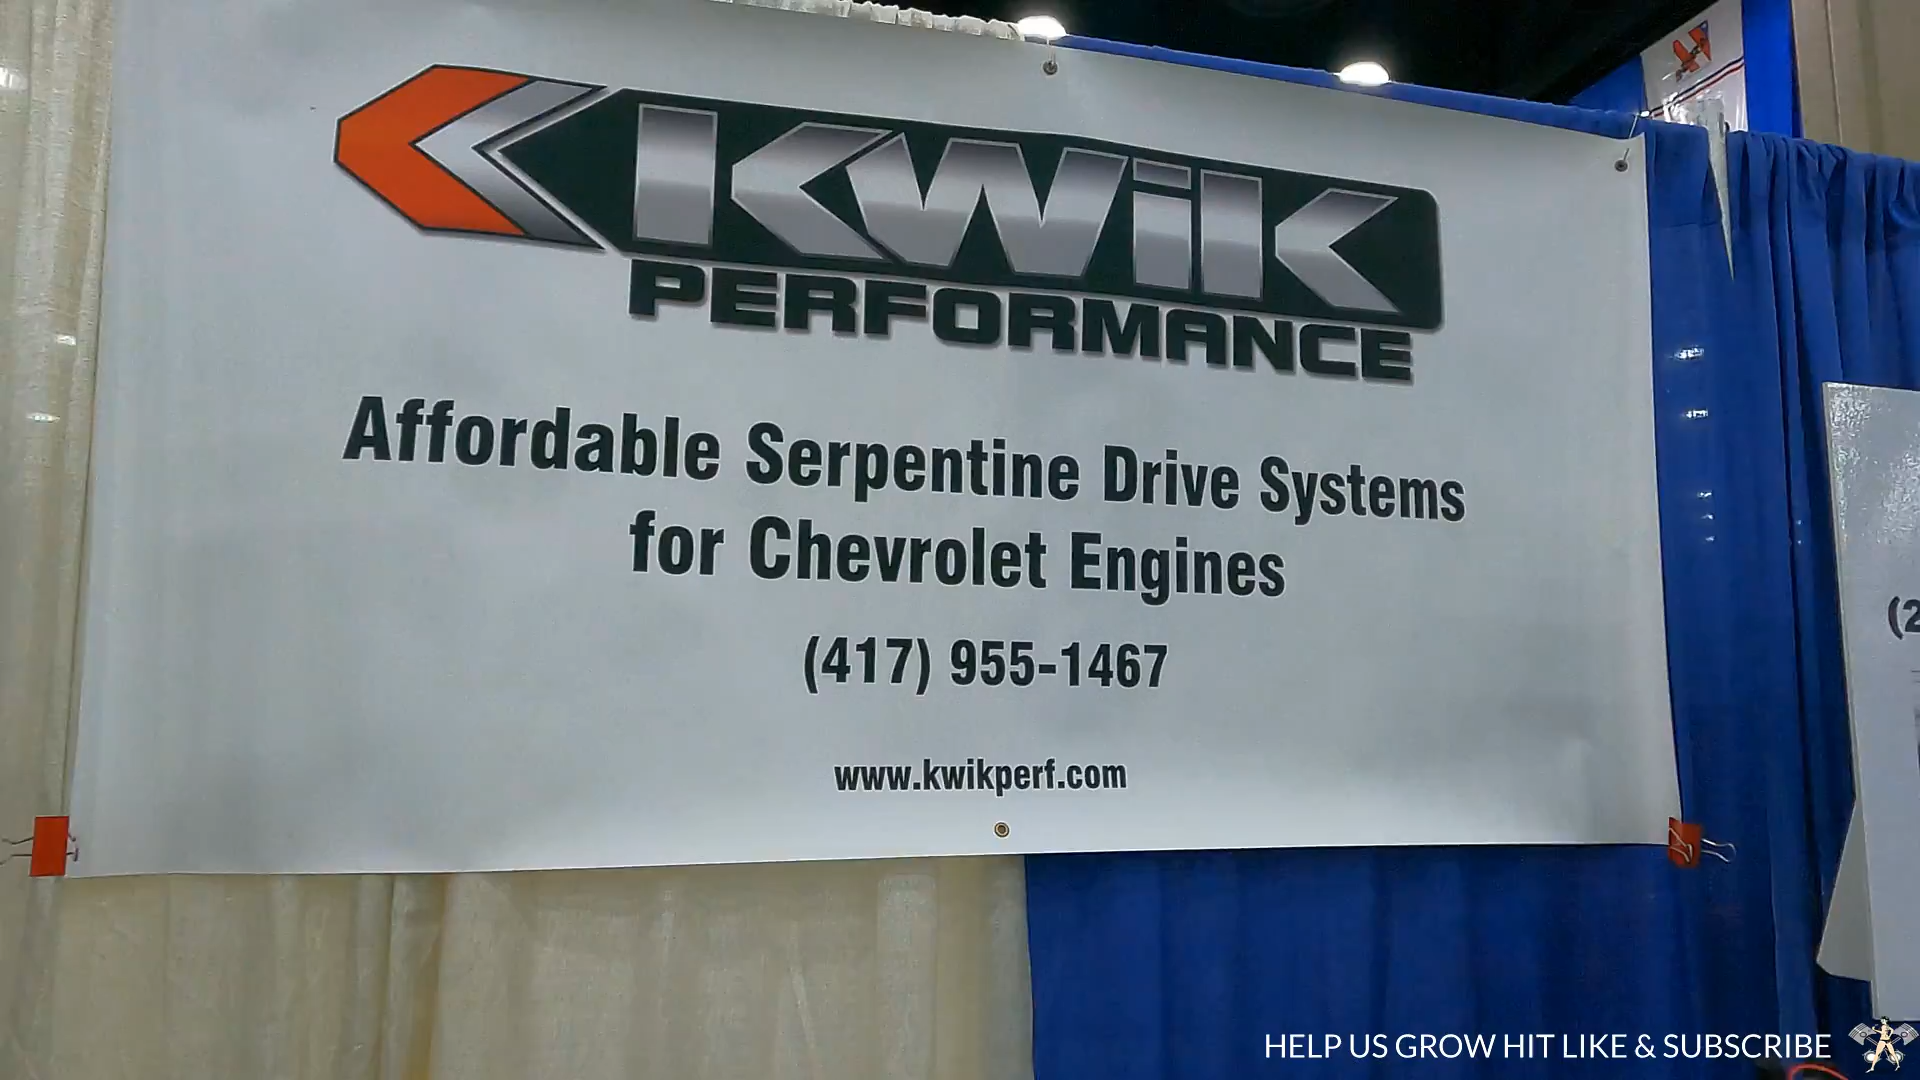 KWiK
PERFORMANCE
Affordable Serpentine Drive Systems
for Chevrolet Engines
(417) 955-1467
www.kwikperf.com
(2
HELP US GROW HIT LIKE & SUBSCRIBE